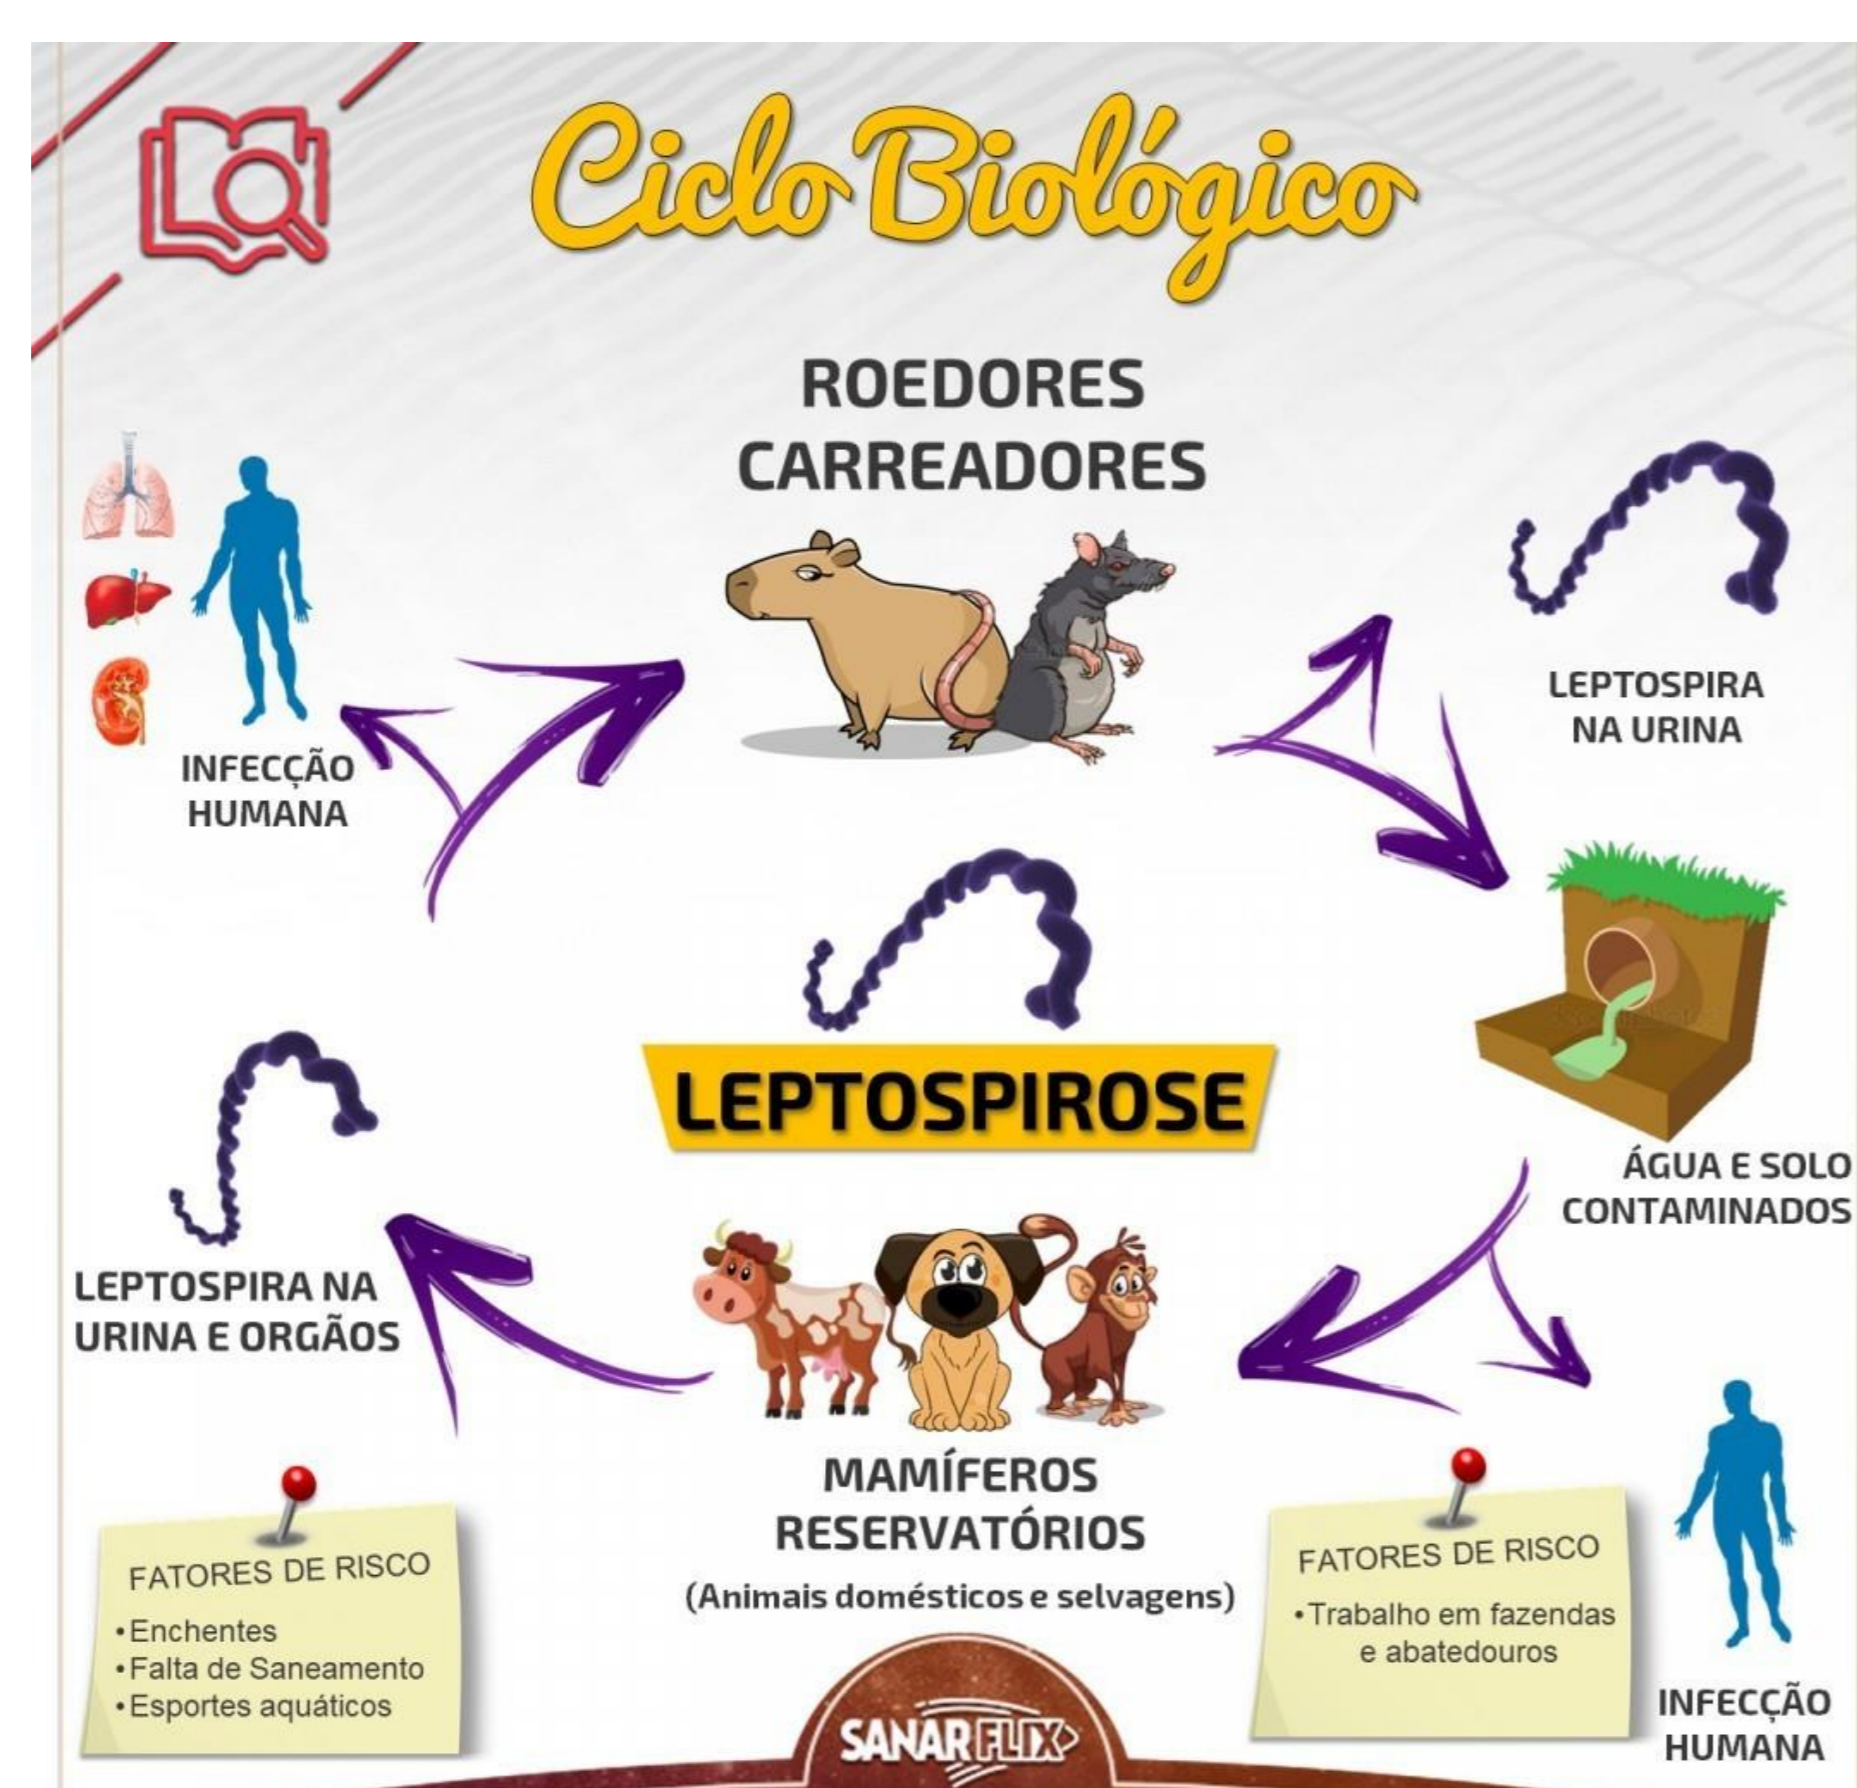 Ciclo Biológico
ROEDORES
CARREADORES
LEPTOSPIRA
NA URINA
INFECÇÃO
HUMANA
LEPTOSPIROSE
ÁGUA E SOLO
CONTAMINADOS
LEPTOSPIRA NA
URINA E ORGÃOS
MAMÍFEROS
RESERVATÓRIOS
(Animais domésticos e selvagens)
FATORES DE RISCO
•Enchentes
•Falta de Saneamento
•Esportes aquáticos
FATORES DE RISCO
•Trabalho em fazendas
e abatedouros
INFECÇÃO
HUMANA
SANARFLIX